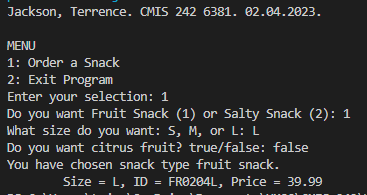 Jackson, Terrence. CMIS 242 6381. 02.04.2023.
MENU
1: Order a Snack
2: Exit Program
Enter your selection: 1
Do you want Fruit Snack (1) or Salty Snack (2): 1
What size do you want: S, M, or L: L
Do you want citrus fruit? true/false: false
You have chosen snack type fruit snack.
Size = L, ID = FR0204L, Price = 39.99